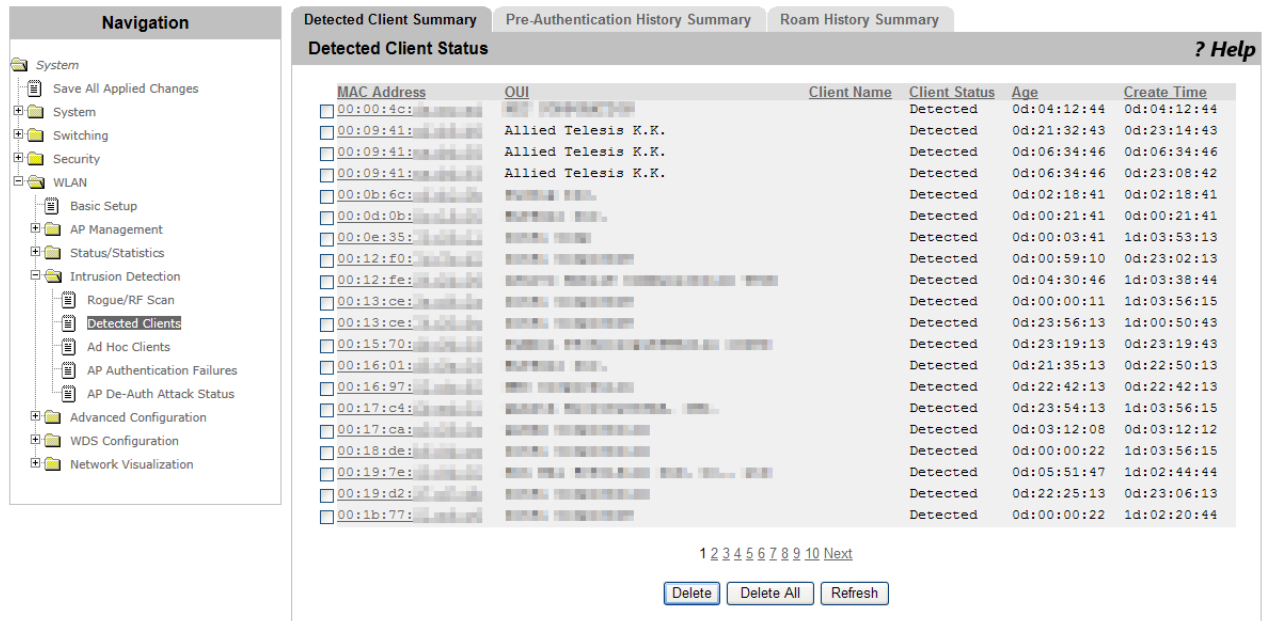 Navigation
System
Save All Applied Changes
System
Switching
Security
WLAN
Basic Setup
AP Management
Status/Statistics
Intrusion Detection
Rogue/RF Scan
Detected Clients
Ad Hoc Clients
AP Authentication Failures
AP De-Auth Attack Status
Advanced Configuration
WDS Configuration
Network Visualization
Detected Client Summary Pre-Authentication History Summary Roam History Summary
Detected Client Status ? Help
MAC Address OUI Client Name Client Status Age Create Time
00:00:4c: Detected 0d:04:12:44 0d:04:12:44
00:09:41: Allied Telesis K.K. Detected 0d:21:32:43 0d:23:14:43
00:09:41: Allied Telesis K.K. Detected 0d:06:34:46 0d:06:34:46
00:09:41: Allied Telesis K.K. Detected 0d:06:34:46 0d:23:08:42
00:0b:6c: Detected 0d:02:18:41 0d:02:18:41
00:0d:0b: Detected 0d:00:21:41 0d:00:21:41
00:0e:35: Detected 0d:00:03:41 1d:03:53:13
00:12:f0: Detected 0d:00:59:10 0d:23:02:13
00:12:fe: Detected 0d:04:30:46 1d:03:38:44
00:13:ce: Detected 0d:00:00:11 1d:03:56:15
00:13:ce: Detected 0d:23:56:13 1d:00:50:43
00:15:70: Detected 0d:23:19:13 0d:23:19:43
00:16:01: Detected 0d:21:35:13 0d:22:50:13
00:16:97: Detected 0d:22:42:13 0d:22:42:13
00:17:c4: Detected 0d:23:54:13 1d:03:56:15
00:17:ca: Detected 0d:03:12:08 0d:03:12:12
00:18:de: Detected 0d:00:00:22 1d:03:56:15
00:19:7e: Detected 0d:05:51:47 1d:02:44:44
00:19:d2: Detected 0d:22:25:13 0d:23:06:13
00:1b:77: Detected 0d:00:00:22 1d:02:20:44
1 2 3 4 5 6 7 8 9 10 Next
Delete Delete All Refresh